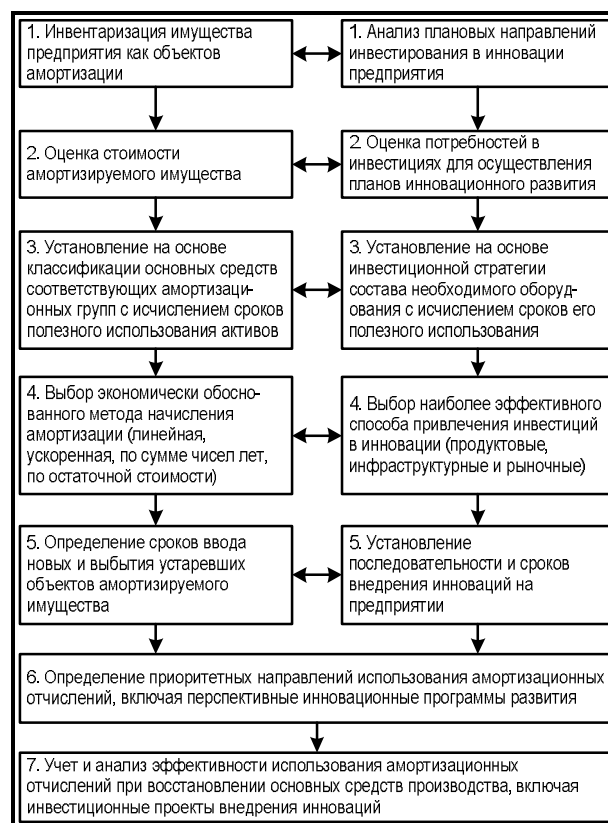 1. Инвентаризация имущества
предприятия как объектов
амортизации
1. Анализ плановых направлений
инвестирования в инновации
предприятия
2. Оценка стоимости
амортизируемого имущества
2. Оценка потребностей в
инвестициях для осуществления
планов инновационного развития
3. Установление на основе
классификации основных средств
соответствующих амортизаци-
онных групп с исчислением сроков
полезного использования активов
3. Установление на основе
инвестиционной стратегии
состава необходимого оборуд-
ования с исчислением сроков его
полезного использования
4. Выбор экономически обосно-
ванного метода начисления
амортизации (линейная,
ускоренная, по сумме чисел лет,
по остаточной стоимости)
4. Выбор наиболее эффективного
способа привлечения инвестиций
в инновации (продуктовые,
инфраструктурные и рыночные)
5. Определение сроков ввода
новых и выбытия устаревших
объектов амортизируемого
имущества
5. Установление
последовательности и сроков
внедрения инноваций на
предприятии
6. Определение приоритетных направлений использования амортизационных
отчислений, включая перспективные инновационные программы развития
7. Учет и анализ эффективности использования амортизационных
отчислений при восстановлении основных средств производства, включая
инвестиционные проекты внедрения инноваций